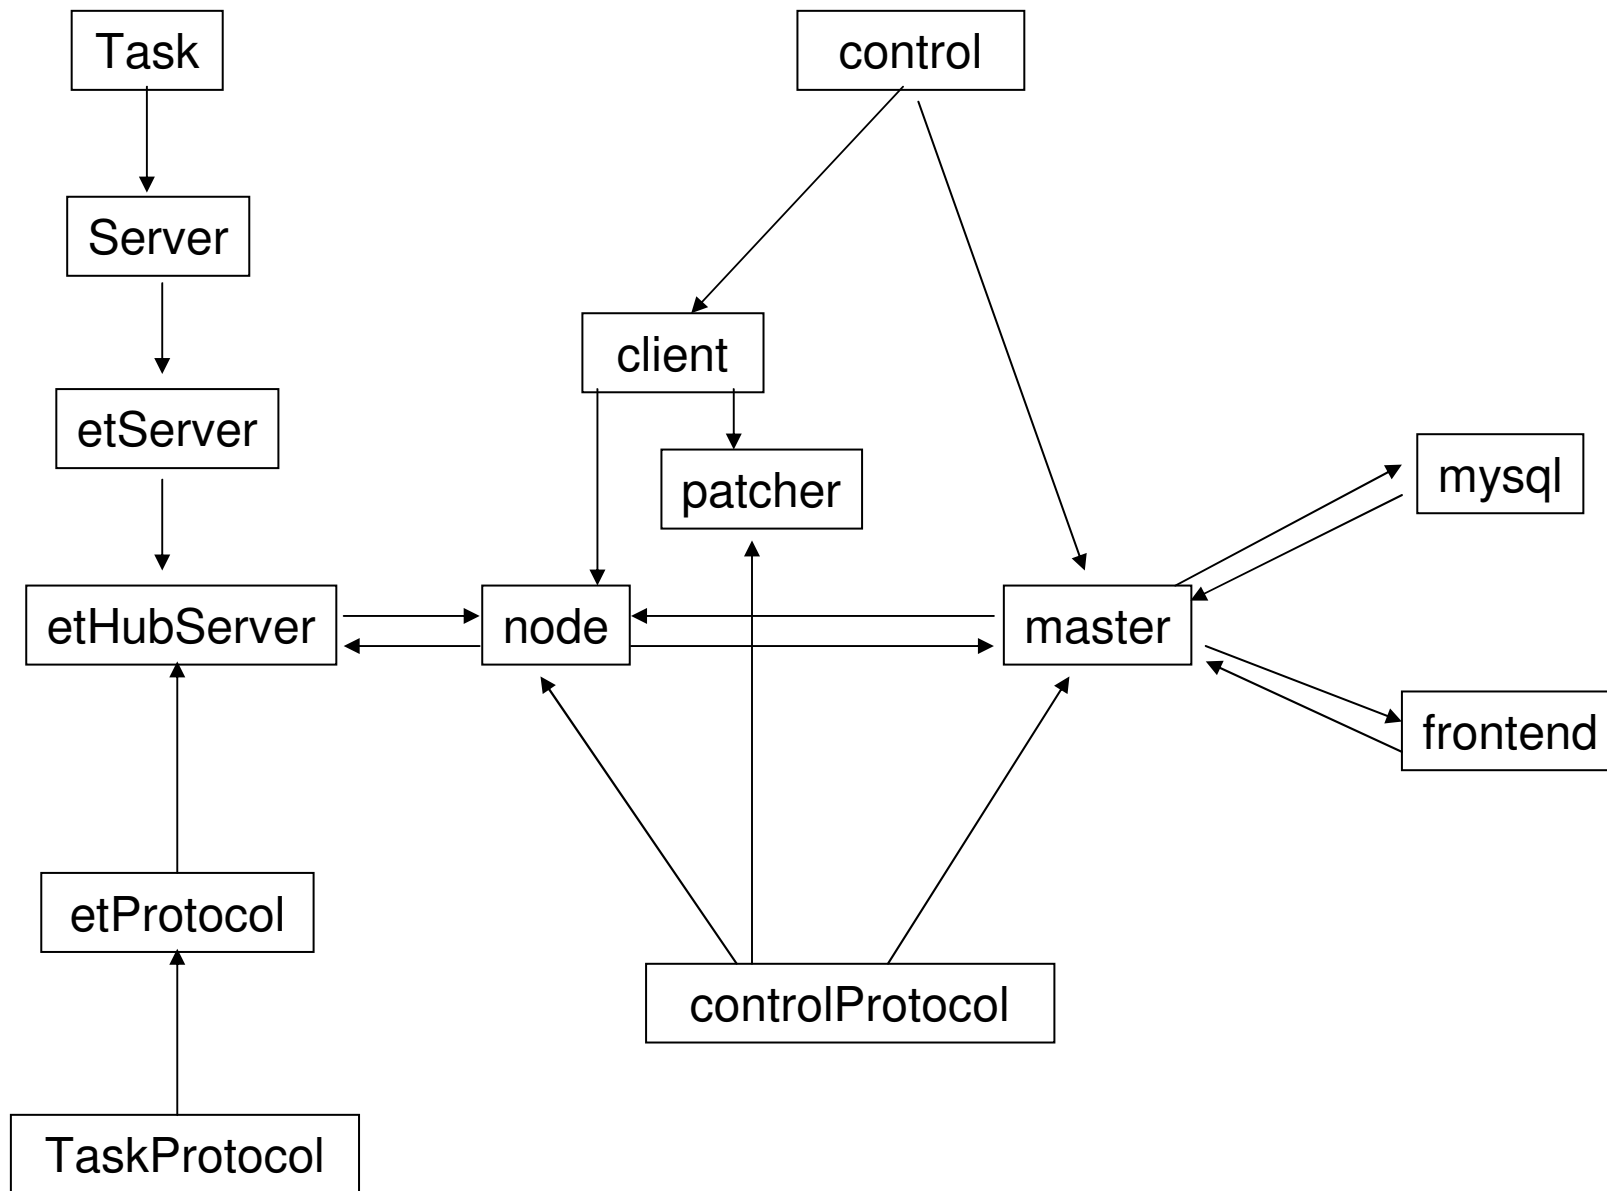 Task
control
Server
client
etServer
patcher
mysql
etHubServer
node
master
frontend
etProtocol
controlProtocol
TaskProtocol